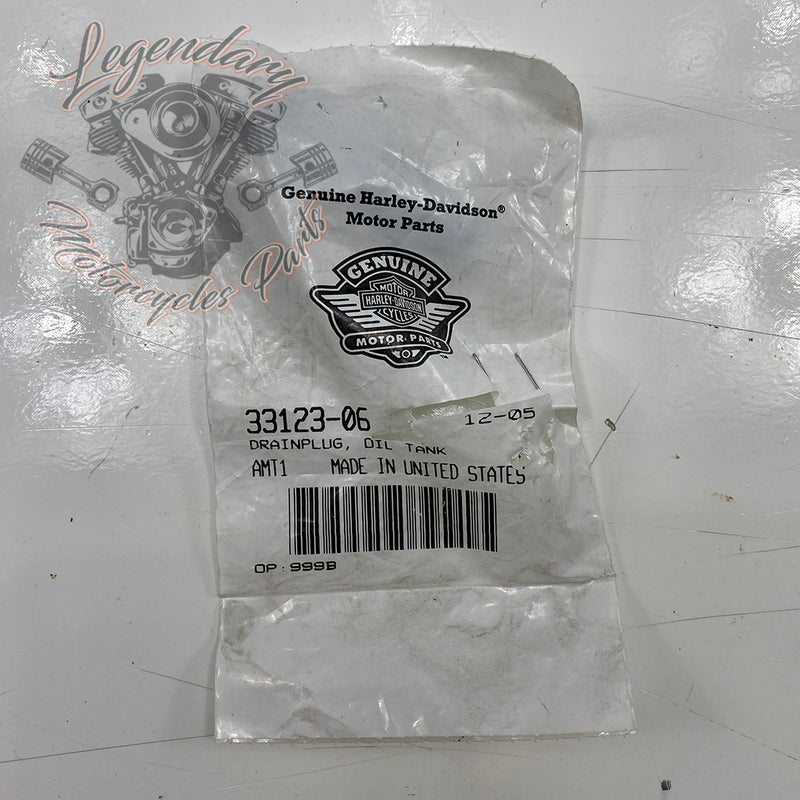 Legendary
Motorcycles Parts
Genuine Harley-Davidson®
Motor Parts
GENUINE
MOTOR
HARLEY-DAVIDSON
CYCLES
MOTOR PARTS
™
33123-06 12-05
DRAINPLUG, OIL TANK
AMT1 MADE IN UNITED STATES
OP: 999B